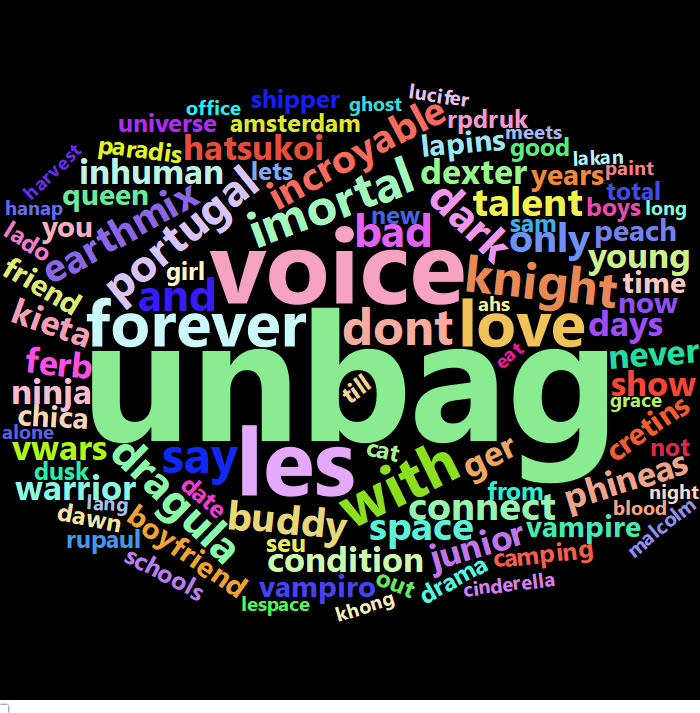 lucifer
shipper
ghost
office
incroyable
rpdruk
universe
amsterdam
meets
paradis
hatsukoi
lapins
good
lakan
harvest
inhuman
lets
imortal
dexter
years
paint
queen
earthmix
portugal
dark
talent
total
hanap
you
new
bad
sam
boys
long
lado
girl
voice
only
peach
friend
and
knight
young
time
kieta
forever
ahs
dont
love
now
days
ferb
unbag
eat
never
ninja
till
show
chica
grace
alone
vwars
say
les
cat
ger
cretins
not
dusk
dragula
with
warrior
date
lang
from
phineas
night
dawn
boyfriend
buddy
connect
blood
rupaul
seu
space
vampire
malcolm
schools
condition
junior
camping
vampiro
out
drama
cinderella
lespace
khong